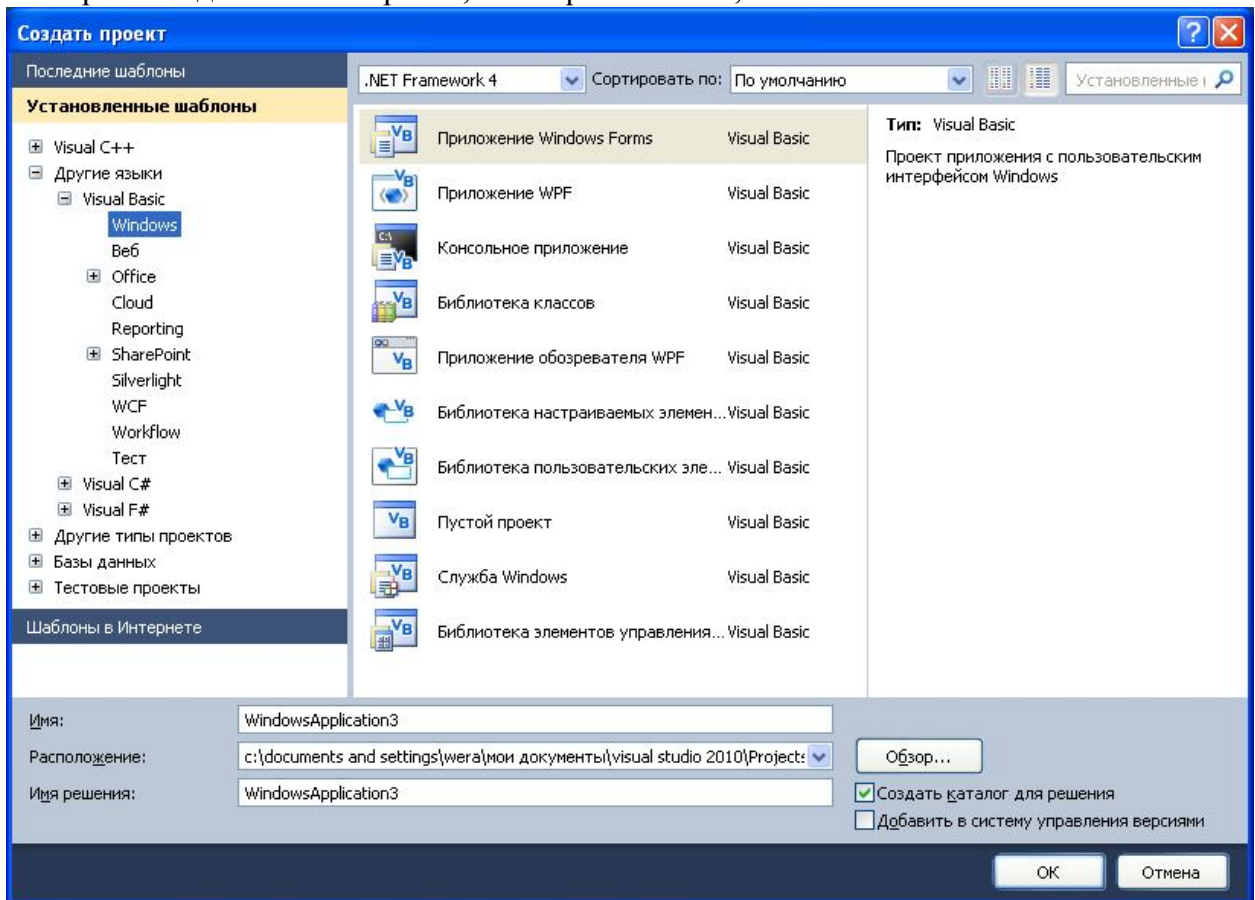 Создать проект
Последние шаблоны
.NET Framework 4
Сортировать по:
По умолчанию
Установленные
Установленные шаблоны
Visual C++
Другие языки
Visual Basic
Windows
Веб
Office
Cloud
Reporting
SharePoint
Silverlight
WCF
Workflow
Тест
Visual C#
Visual F#
Другие типы проектов
Базы данных
Тестовые проекты
Шаблоны в Интернете
Приложение Windows Forms Visual Basic
Приложение WPF Visual Basic
Консольное приложение Visual Basic
Библиотека классов Visual Basic
Приложение обозревателя WPF Visual Basic
Библиотека настраиваемых элемен... Visual Basic
Библиотека пользовательских эле... Visual Basic
Пустой проект Visual Basic
Служба Windows Visual Basic
Библиотека элементов управления... Visual Basic
Тип: Visual Basic
Проект приложения с пользовательским
интерфейсом Windows
Имя: WindowsApplication3
Расположение: c:\documents and settings\wera\мои документы\visual studio 2010\Projects
Обзор...
Имя решения: WindowsApplication3
Создать каталог для решения
Добавить в систему управления версиями
ОК
Отмена